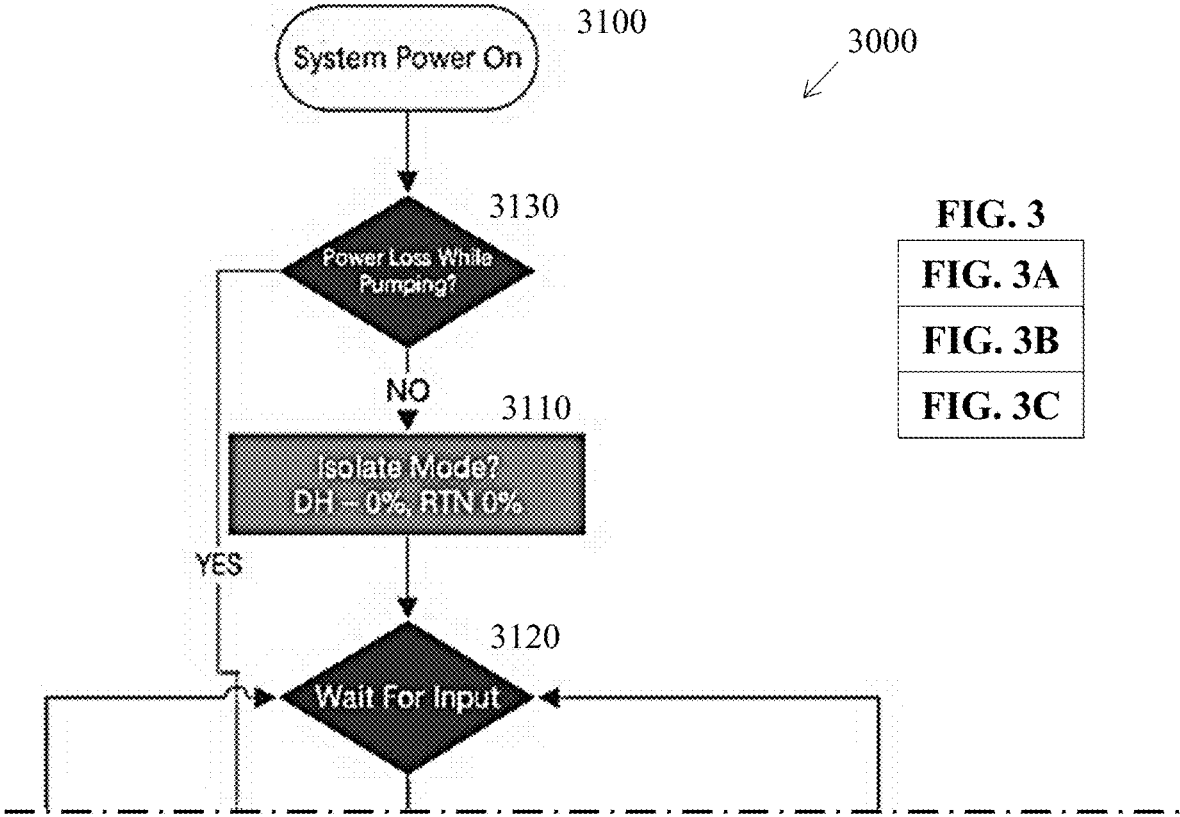 3100
System Power On
3000
3130
Power Loss While
Pumping?
FIG. 3
FIG. 3A
FIG. 3B
FIG. 3C
NO
3110
Isolate Mode?
DH - 0%, RTN 0%
YES
3120
Wait For Input